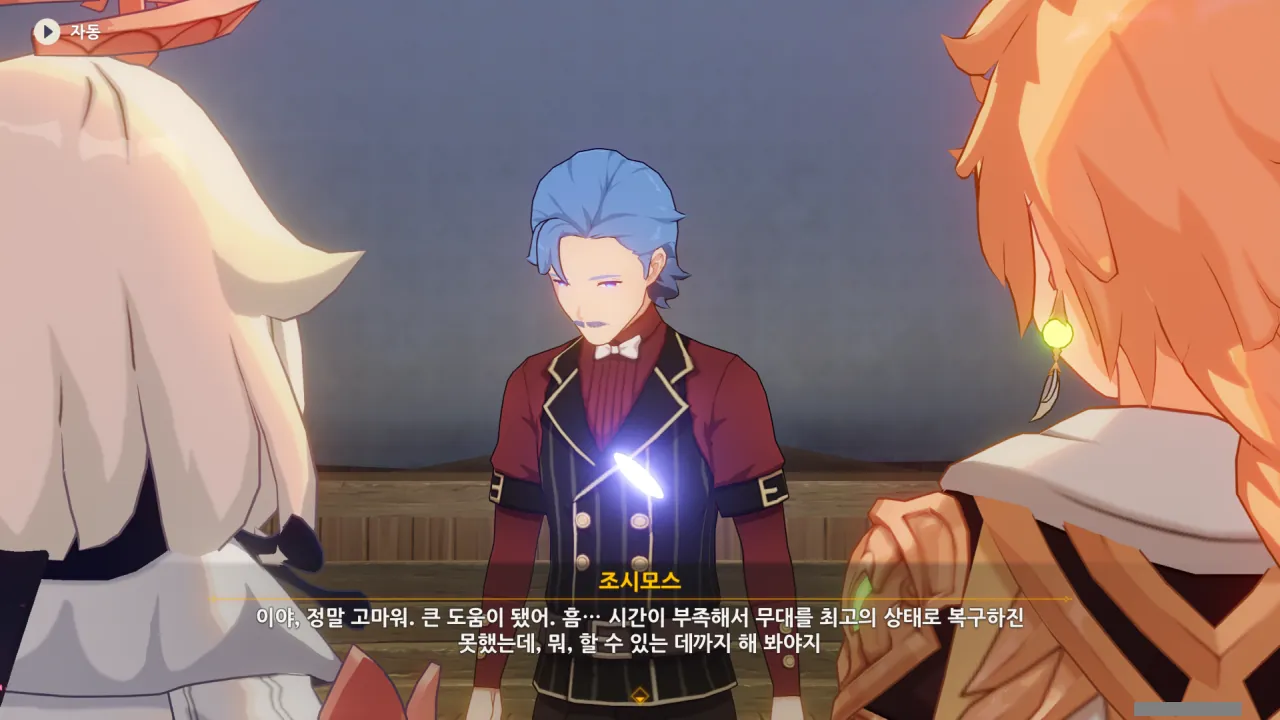 자동
조시모스
이야, 정말 고마워. 큰 도움이 됐어. 흠… 시간이 부족해서 무대를 최고의 상태로 복구하진
못했는데, 뭐, 할 수 있는 데까지 해 봐야지